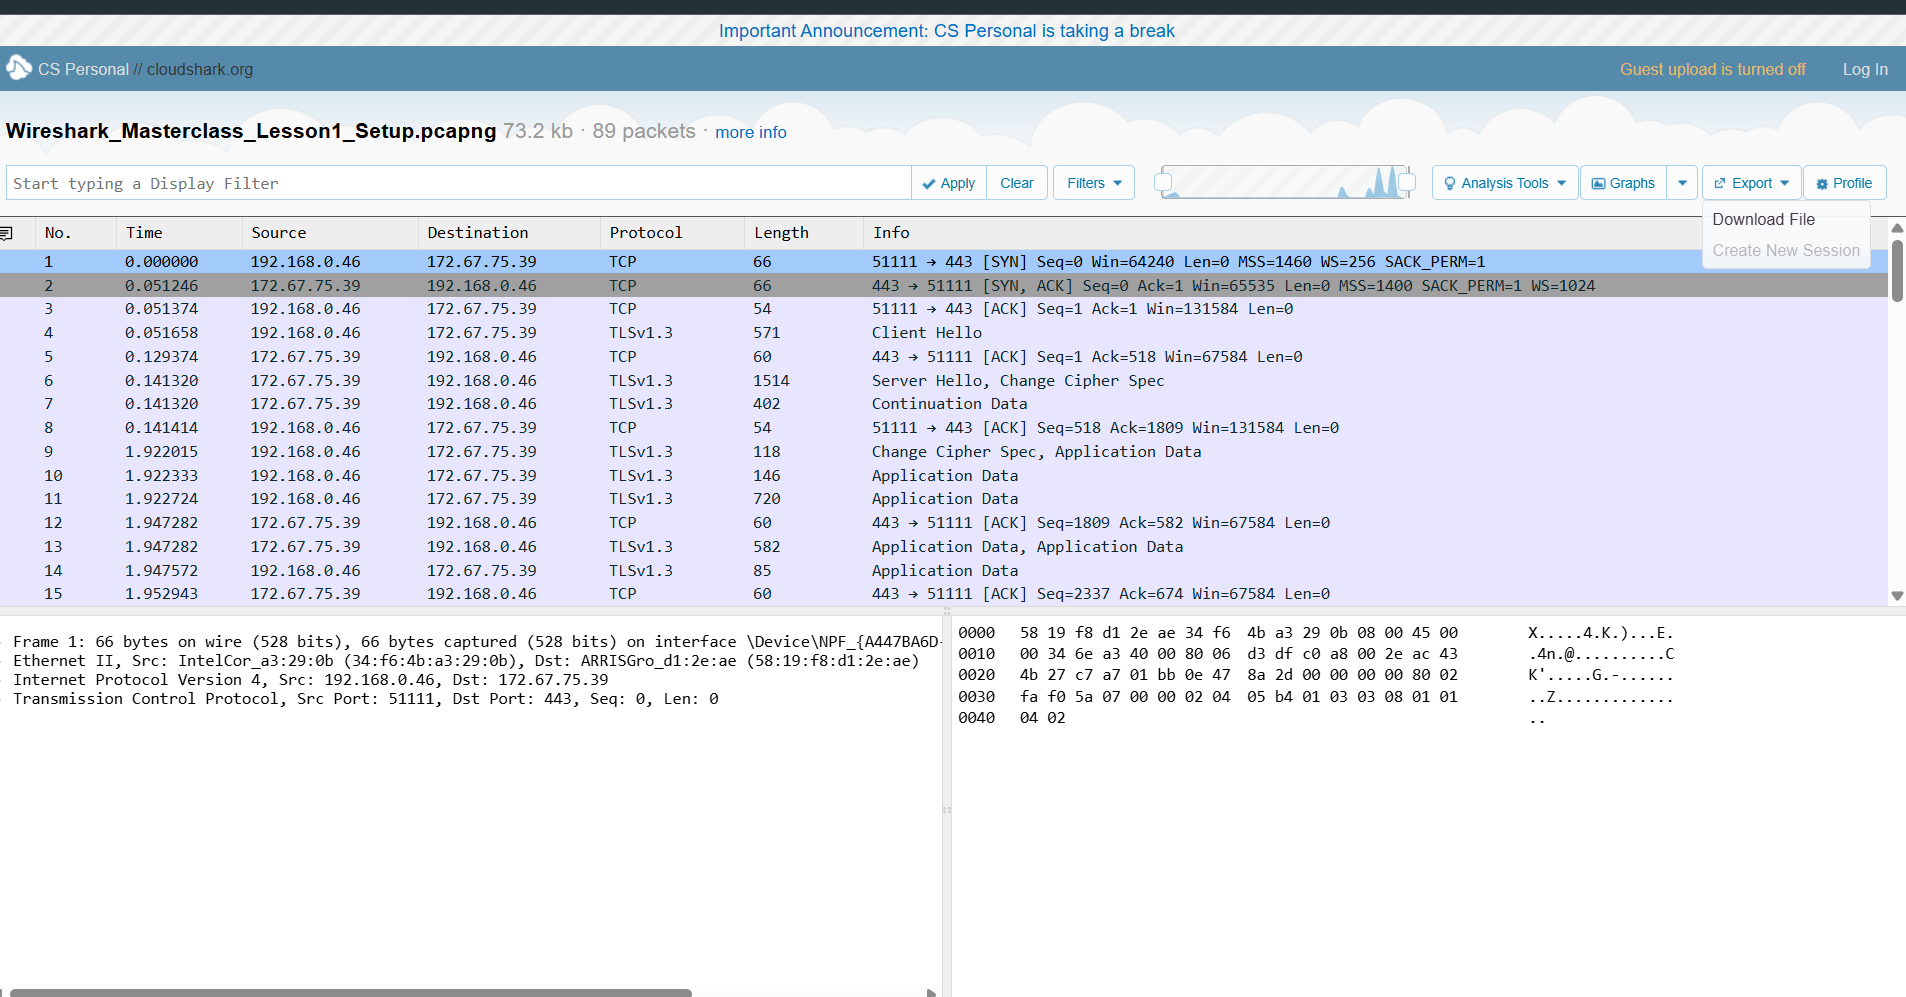 Important Announcement: CS Personal is taking a break
CS Personal // cloudshark.org Guest upload is turned off Log In
Wireshark_Masterclass_Lesson1_Setup.pcapng 73.2 kb · 89 packets · more info
Start typing a Display Filter Apply Clear Filters Analysis Tools Graphs Export Profile
Download File
Create New Session
No. Time Source Destination Protocol Length Info
1 0.000000 192.168.0.46 172.67.75.39 TCP 66 51111 → 443 [SYN] Seq=0 Win=64240 Len=0 MSS=1460 WS=256 SACK_PERM=1
2 0.051246 172.67.75.39 192.168.0.46 TCP 66 443 → 51111 [SYN, ACK] Seq=0 Ack=1 Win=65535 Len=0 MSS=1400 SACK_PERM=1 WS=1024
3 0.051374 192.168.0.46 172.67.75.39 TCP 54 51111 → 443 [ACK] Seq=1 Ack=1 Win=131584 Len=0
4 0.051658 192.168.0.46 172.67.75.39 TLSv1.3 571 Client Hello
5 0.129374 172.67.75.39 192.168.0.46 TCP 60 443 → 51111 [ACK] Seq=1 Ack=518 Win=67584 Len=0
6 0.141320 172.67.75.39 192.168.0.46 TLSv1.3 1514 Server Hello, Change Cipher Spec
7 0.141320 172.67.75.39 192.168.0.46 TLSv1.3 402 Continuation Data
8 0.141414 192.168.0.46 172.67.75.39 TCP 54 51111 → 443 [ACK] Seq=518 Ack=1809 Win=131584 Len=0
9 1.922015 192.168.0.46 172.67.75.39 TLSv1.3 118 Change Cipher Spec, Application Data
10 1.922333 192.168.0.46 172.67.75.39 TLSv1.3 146 Application Data
11 1.922724 192.168.0.46 172.67.75.39 TLSv1.3 720 Application Data
12 1.947282 172.67.75.39 192.168.0.46 TCP 60 443 → 51111 [ACK] Seq=1809 Ack=582 Win=67584 Len=0
13 1.947282 172.67.75.39 192.168.0.46 TLSv1.3 582 Application Data, Application Data
14 1.947572 192.168.0.46 172.67.75.39 TLSv1.3 85 Application Data
15 1.952943 172.67.75.39 192.168.0.46 TCP 60 443 → 51111 [ACK] Seq=2337 Ack=674 Win=67584 Len=0
Frame 1: 66 bytes on wire (528 bits), 66 bytes captured (528 bits) on interface \Device\NPF_{A447BA6D-
Ethernet II, Src: IntelCor_a3:29:0b (34:f6:4b:a3:29:0b), Dst: ARRISGro_d1:2e:ae (58:19:f8:d1:2e:ae)
Internet Protocol Version 4, Src: 192.168.0.46, Dst: 172.67.75.39
Transmission Control Protocol, Src Port: 51111, Dst Port: 443, Seq: 0, Len: 0
0000 58 19 f8 d1 2e ae 34 f6 4b a3 29 0b 08 00 45 00 X.....4.K.)...E.
0010 00 34 6e a3 40 00 80 06 d3 df c0 a8 00 2e ac 43 .4n.@..........C
0020 4b 27 c7 a7 01 bb 0e 47 8a 2d 00 00 00 00 80 02 K'.....G.-......
0030 fa f0 5a 07 00 00 02 04 05 b4 01 03 03 08 01 01 ..Z.............
0040 04 02 ..